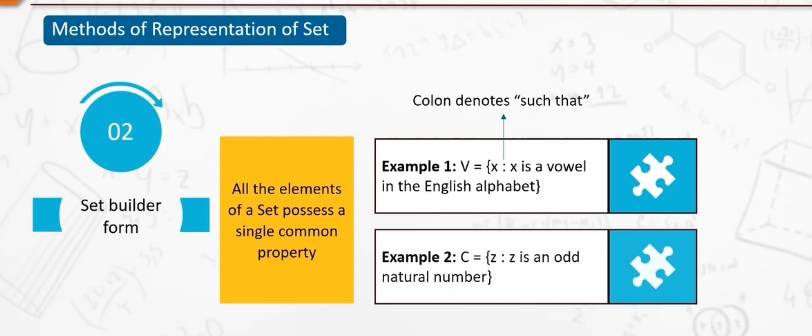 Methods of Representation of Set
02
Set builder
form
All the elements
of a Set possess a
single common
property
Colon denotes “such that”
Example 1: V = {x : x is a vowel
in the English alphabet}
Example 2: C = {z : z is an odd
natural number}